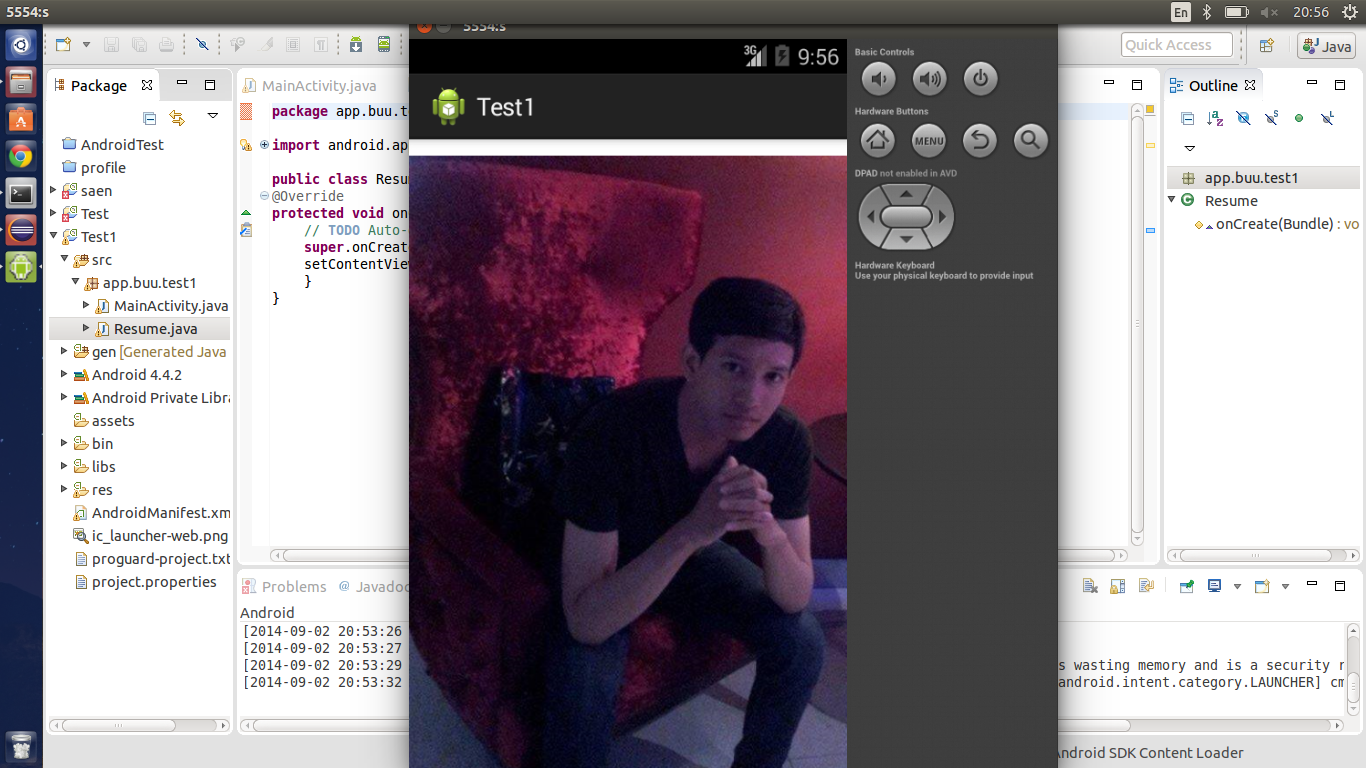 5554:s
En
20:56
5554:s
Quick Access
Java
Package
AndroidTest
profile
saen
Test
Test1
src
app.buu.test1
MainActivity.java
Resume.java
gen [Generated Java
Android 4.4.2
Android Private Libra
assets
bin
libs
res
AndroidManifest.xm
ic_launcher-web.png
proguard-project.txt
project.properties
MainActivity.java
package app.buu.t
import android.ap
public class Resum
@Override
protected void on
// TODO Auto-
super.onCreat
setContentView
}
}
3G
9:56
Test1
Basic Controls
Hardware Buttons
MENU
DPAD not enabled in AVD
Hardware Keyboard
Use your physical keyboard to provide input
Outline
app.buu.test1
Resume
onCreate(Bundle) : vo
Problems
@ Javadoc
Android
[2014-09-02 20:53:26
[2014-09-02 20:53:27
[2014-09-02 20:53:29
s wasting memory and is a security r
[2014-09-02 20:53:32
android.intent.category.LAUNCHER] cm
Android SDK Content Loader